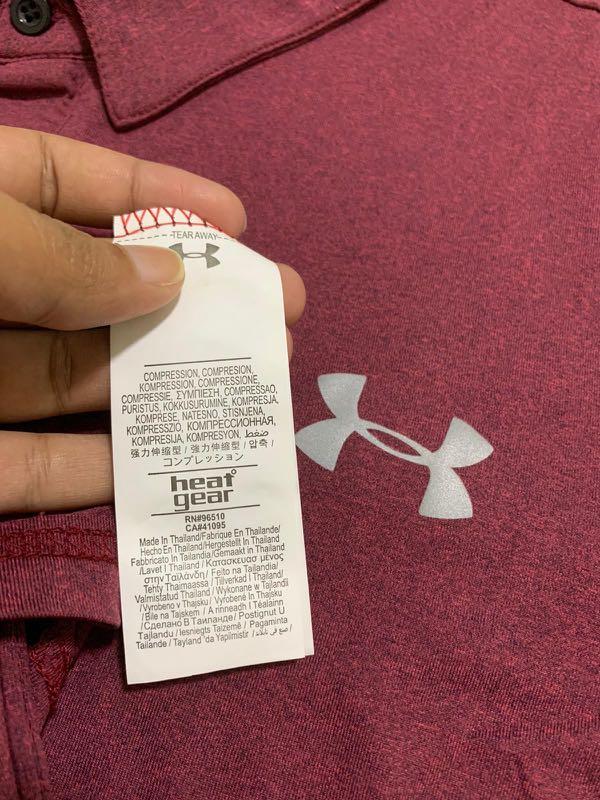 -TEAR AWAY-
COMPRESSION, COMPRESION,
KOMPRESSION, COMPRESSIONE,
COMPRESSIE, ΣΥΜΠΙΕΣΗ, COMPRESSAO,
PURISTUS, KOKKUSURUMINE, KOMPRESJA,
KOMPRESE, NATESNO, STISNJENA,
KOMPRESSZIO, КОМПРЕССИОННАЯ,
KOMPRESIJA, KOMPRESYON, ضغط
強力伸縮型 / 强力伸缩型 / 압축 /
コンプレッション
heat
gear
RN#96510
CA#41095
Made In Thailand/Fabrique En Thailande/
Hecho En Thailand/Hergestellt In Thailand
Fabricato In Tailandia/Gemaakt in Thailand
/Lavet I Thailand / Κατασκευα μένος
στην Ταϊλάνδη / Feito na Tailandia/
Tehty Thaimaassa / Tillverkad I Thailand/
Valmistatud Thailand / Wykonane w Tajlandii
/Vyrobeno v Thajsku / Vyrobené In Thajsku
/ Bile na Tajskem / A rinneadh I Téalainn
/ Сделано В Таиланде / Postignut U
Tajlandu / Iesniegts Taizemē / Pagaminta
Tailande / Tayland 'da Yapilmistir /